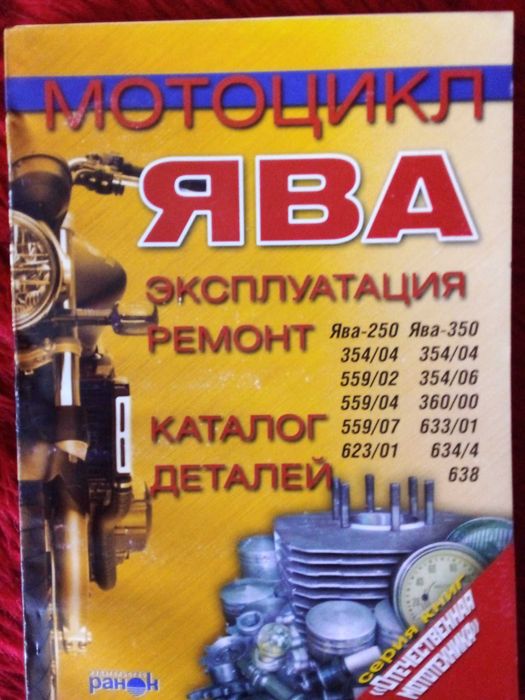 МОТОЦИКЛ
ЯВА
ЭКСПЛУАТАЦИЯ
РЕМОНТ
Ява-250 Ява-350
354/04 354/04
559/02 354/06
559/04 360/00
559/07 633/01
623/01 634/4
638
КАТАЛОГ
ДЕТАЛЕЙ
серия книг
«ОТЕЧЕСТВЕННАЯ
МОТОТЕХНИКА»
ранок